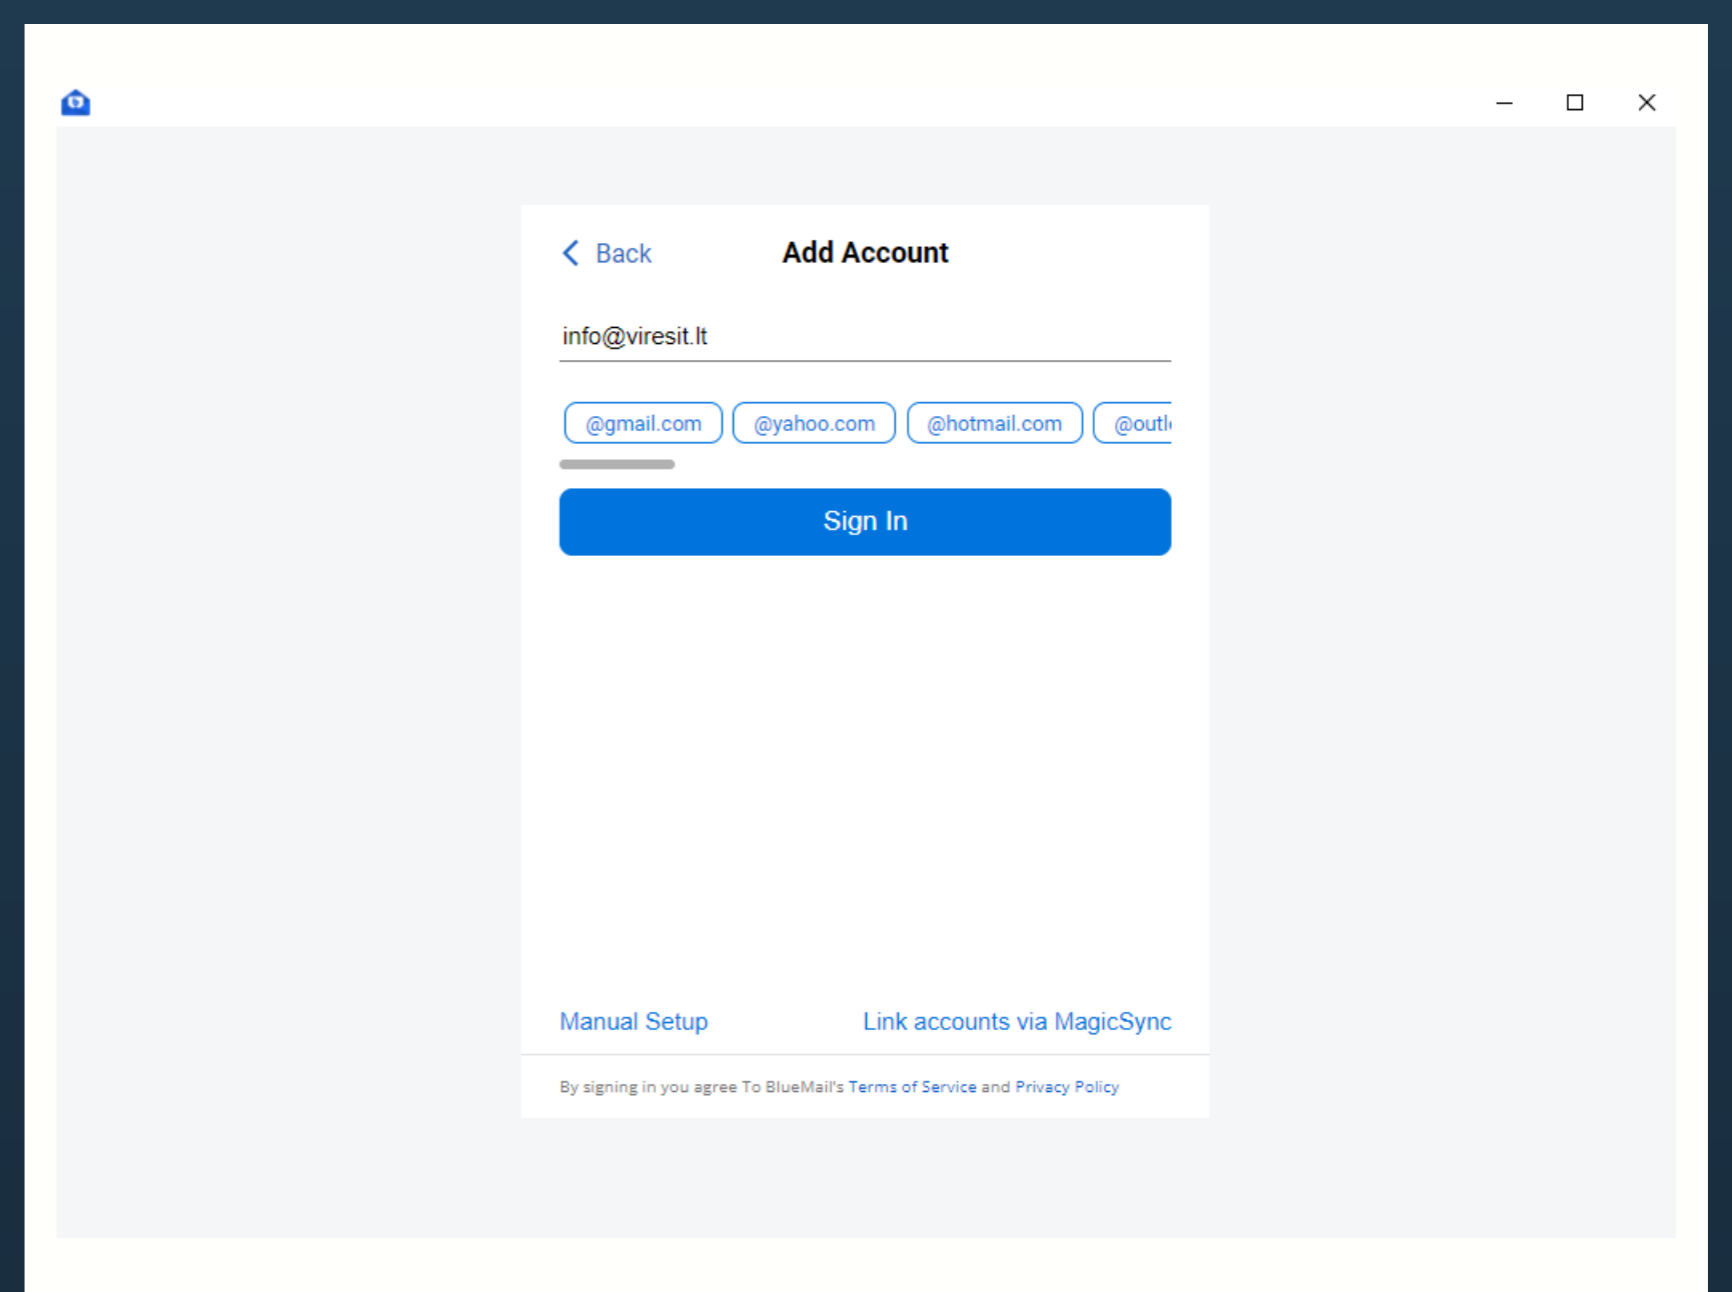 Back
Add Account
info@viresit.lt
@gmail.com @yahoo.com @hotmail.com @outl
Sign In
Manual Setup
Link accounts via MagicSync
By signing in you agree To BlueMail's Terms of Service and Privacy Policy